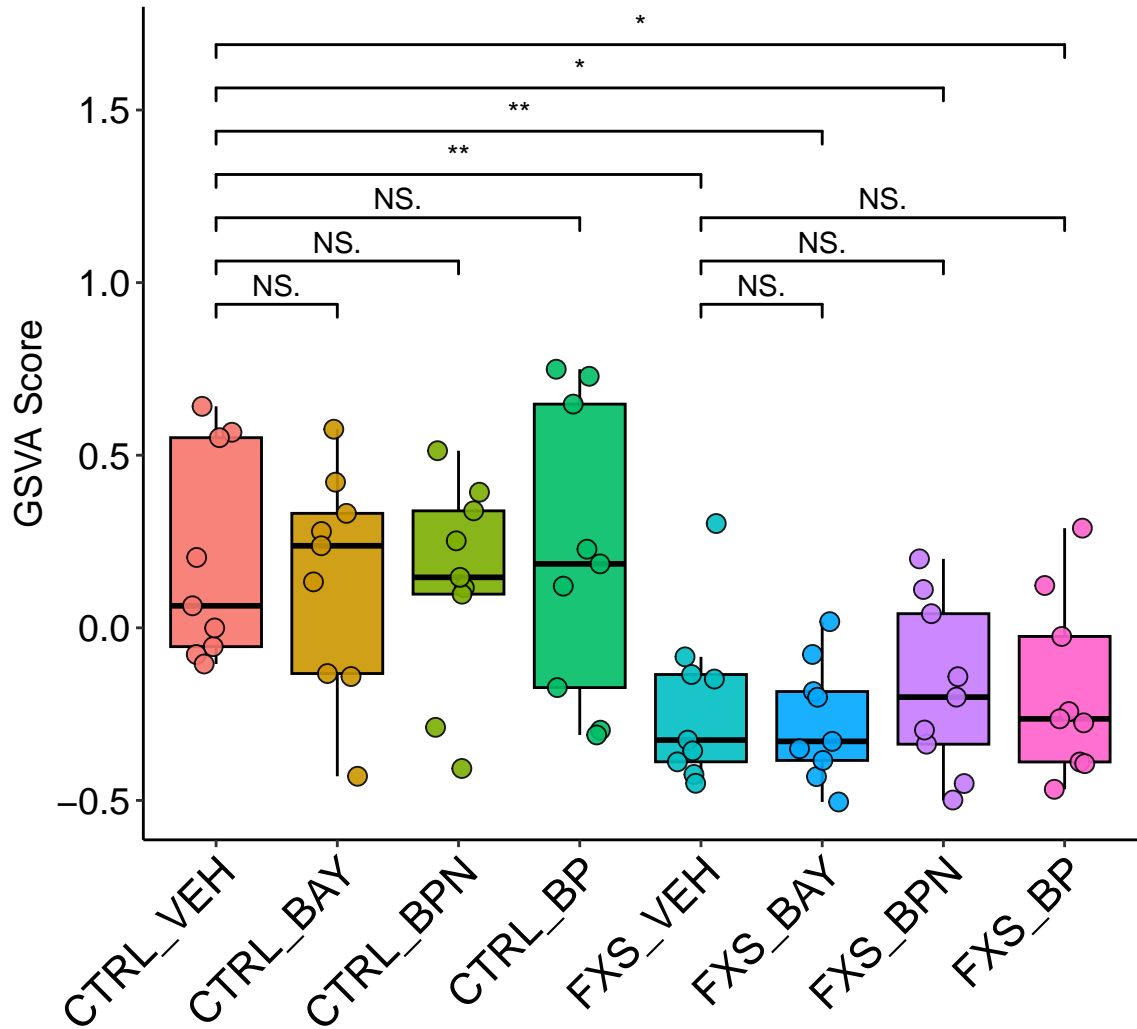 *
*
**
**
NS.
NS.
NS.
NS.
NS.
NS.
GSVA Score
1.5
1.0
0.5
0.0
−0.5
CTRL_VEH
CTRL_BAY
CTRL_BPN
CTRL_BP
FXS_VEH
FXS_BAY
FXS_BPN
FXS_BP